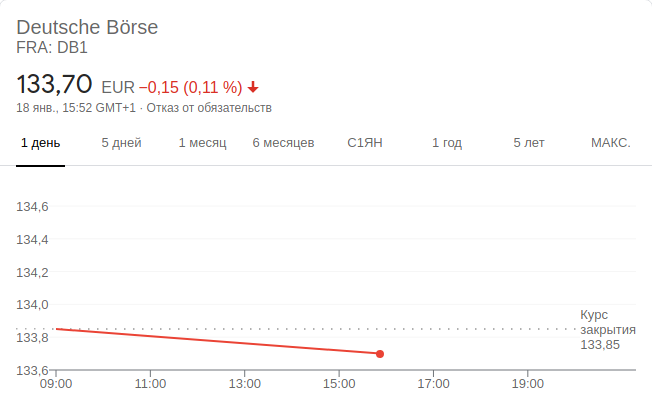 Deutsche Börse
FRA: DB1
133,70 EUR −0,15 (0,11 %)
18 янв., 15:52 GMT+1 · Отказ от обязательств
1 день 5 дней 1 месяц 6 месяцев С1ЯН 1 год 5 лет МАКС.
134,6
134,4
134,2
134,0
Курс
закрытия
133,85
133,8
133,6
09:00 11:00 13:00 15:00 17:00 19:00